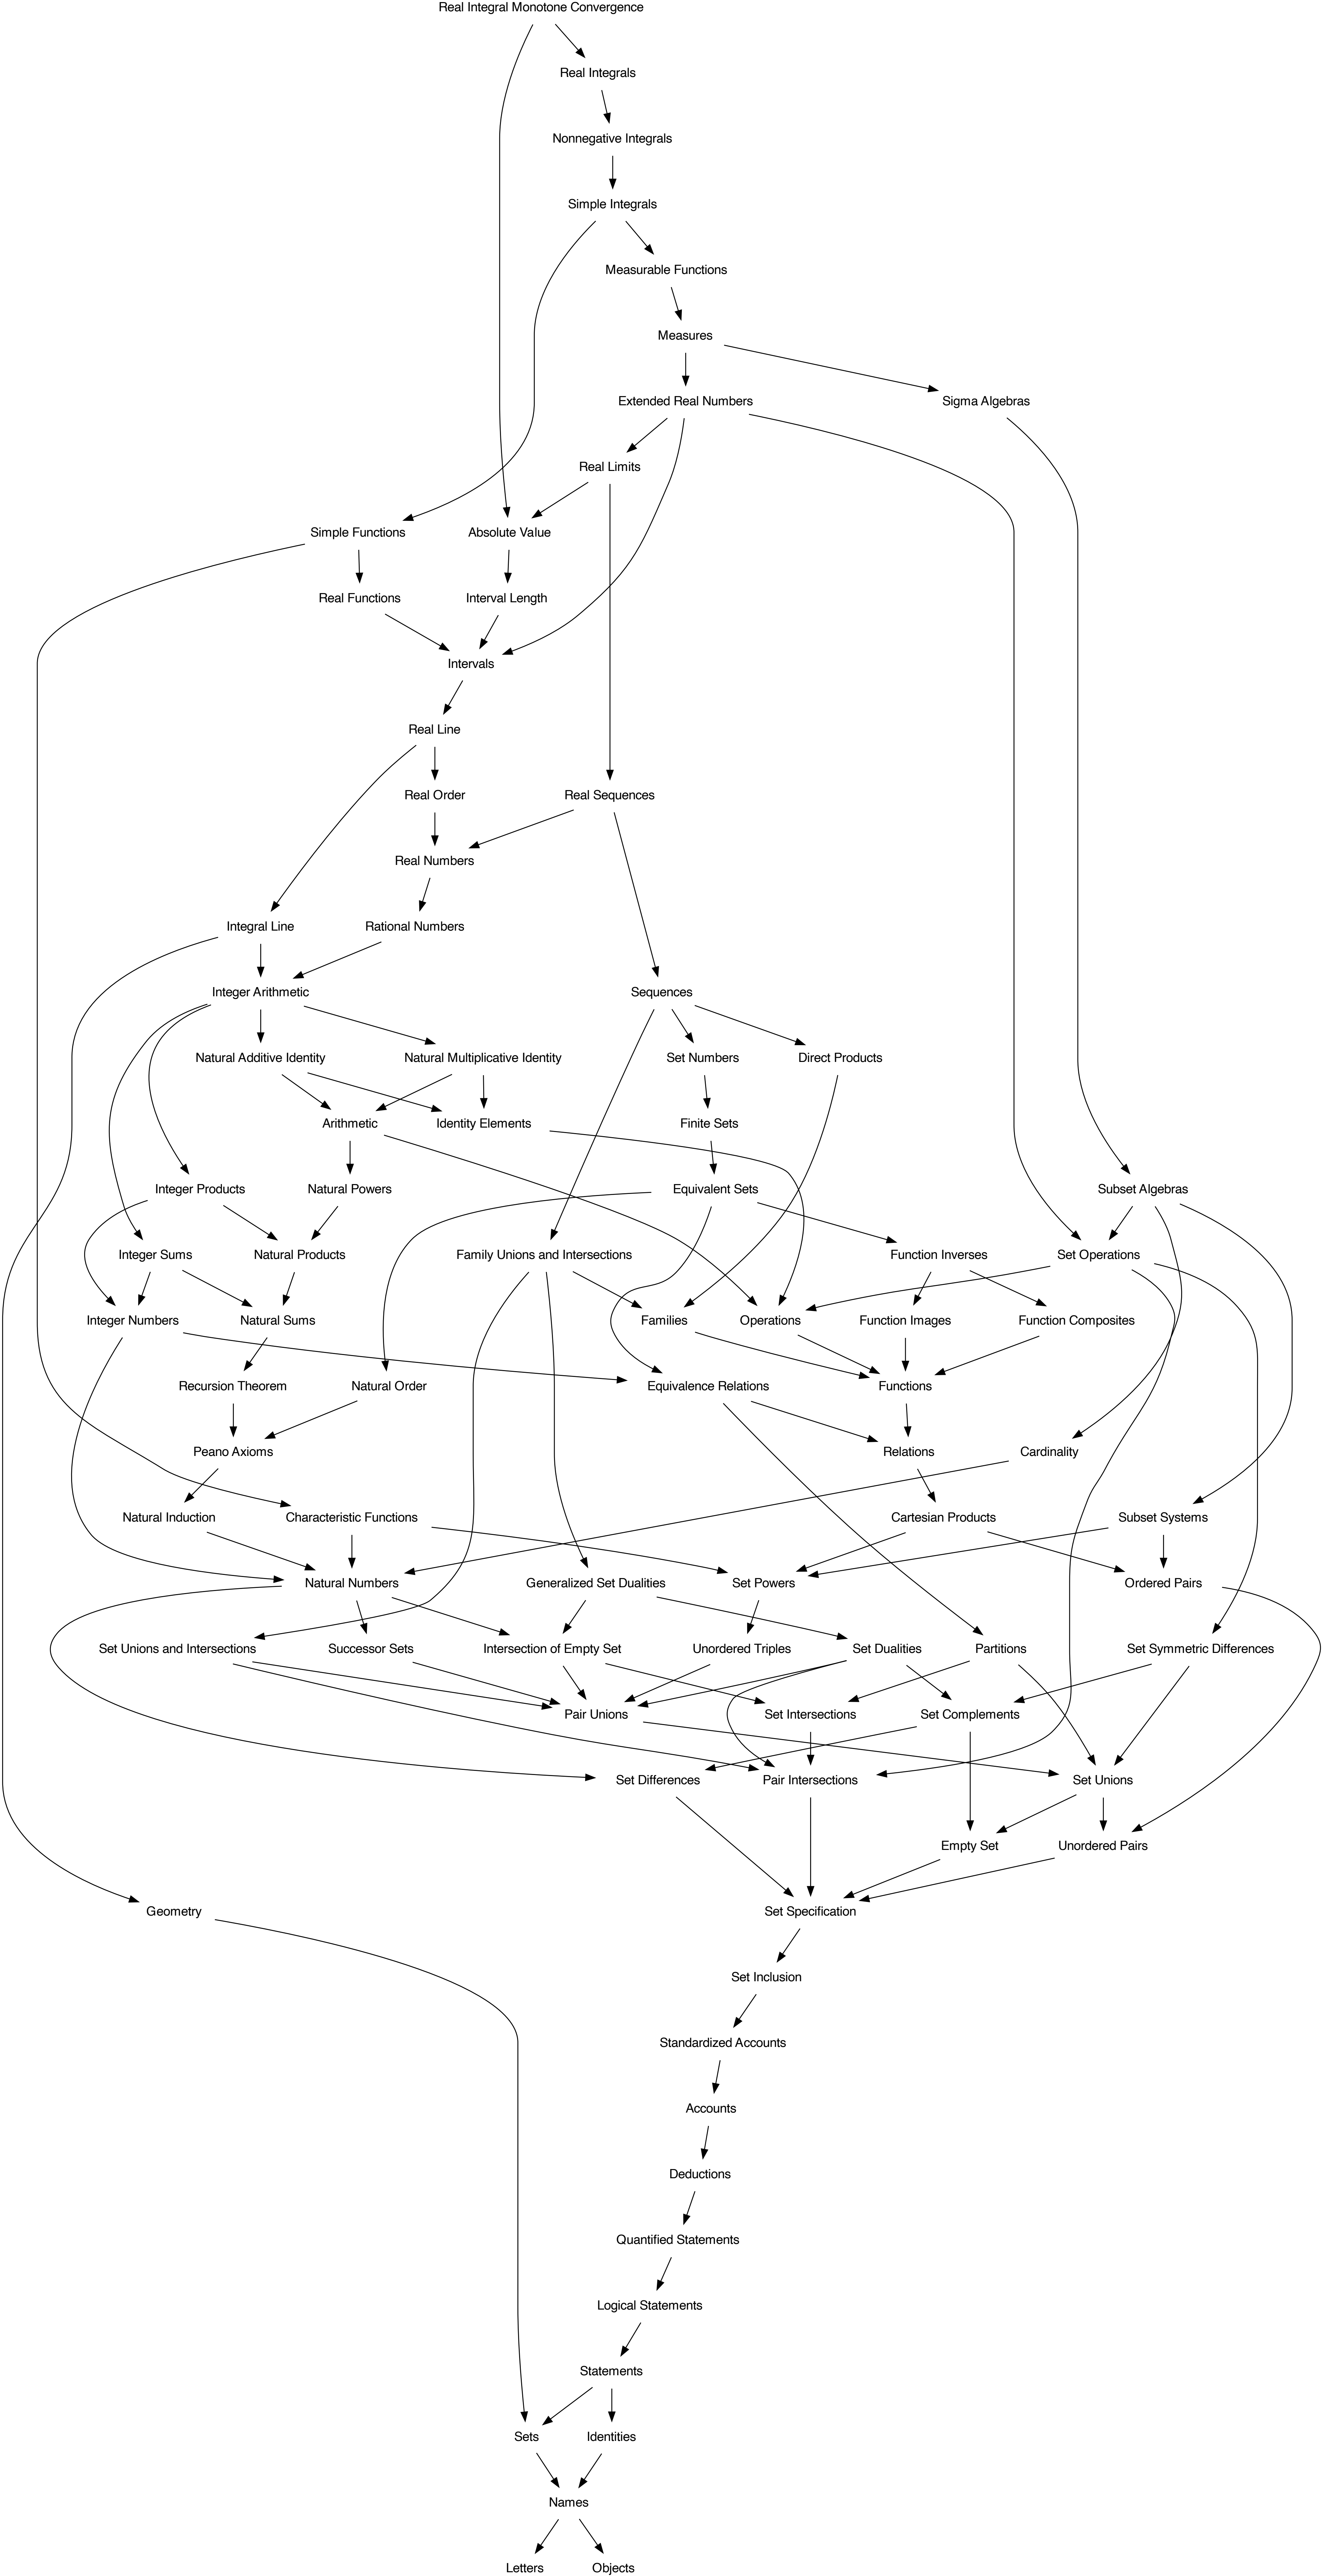 Real Integral Monotone Convergence
Real Integrals
Nonnegative Integrals
Simple Integrals
Measurable Functions
Measures
Extended Real Numbers
Sigma Algebras
Real Limits
Simple Functions
Absolute Value
Real Functions
Interval Length
Intervals
Real Line
Real Order
Real Sequences
Real Numbers
Integral Line
Rational Numbers
Integer Arithmetic
Sequences
Natural Additive Identity
Natural Multiplicative Identity
Set Numbers
Direct Products
Arithmetic
Identity Elements
Finite Sets
Integer Products
Natural Powers
Equivalent Sets
Subset Algebras
Integer Sums
Natural Products
Family Unions and Intersections
Function Inverses
Set Operations
Integer Numbers
Natural Sums
Families
Operations
Function Images
Function Composites
Recursion Theorem
Natural Order
Equivalence Relations
Functions
Peano Axioms
Relations
Cardinality
Natural Induction
Characteristic Functions
Cartesian Products
Subset Systems
Natural Numbers
Generalized Set Dualities
Set Powers
Ordered Pairs
Set Unions and Intersections
Successor Sets
Intersection of Empty Set
Unordered Triples
Set Dualities
Partitions
Set Symmetric Differences
Pair Unions
Set Intersections
Set Complements
Set Differences
Pair Intersections
Set Unions
Empty Set
Unordered Pairs
Geometry
Set Specification
Set Inclusion
Standardized Accounts
Accounts
Deductions
Quantified Statements
Logical Statements
Statements
Sets
Identities
Names
Letters
Objects